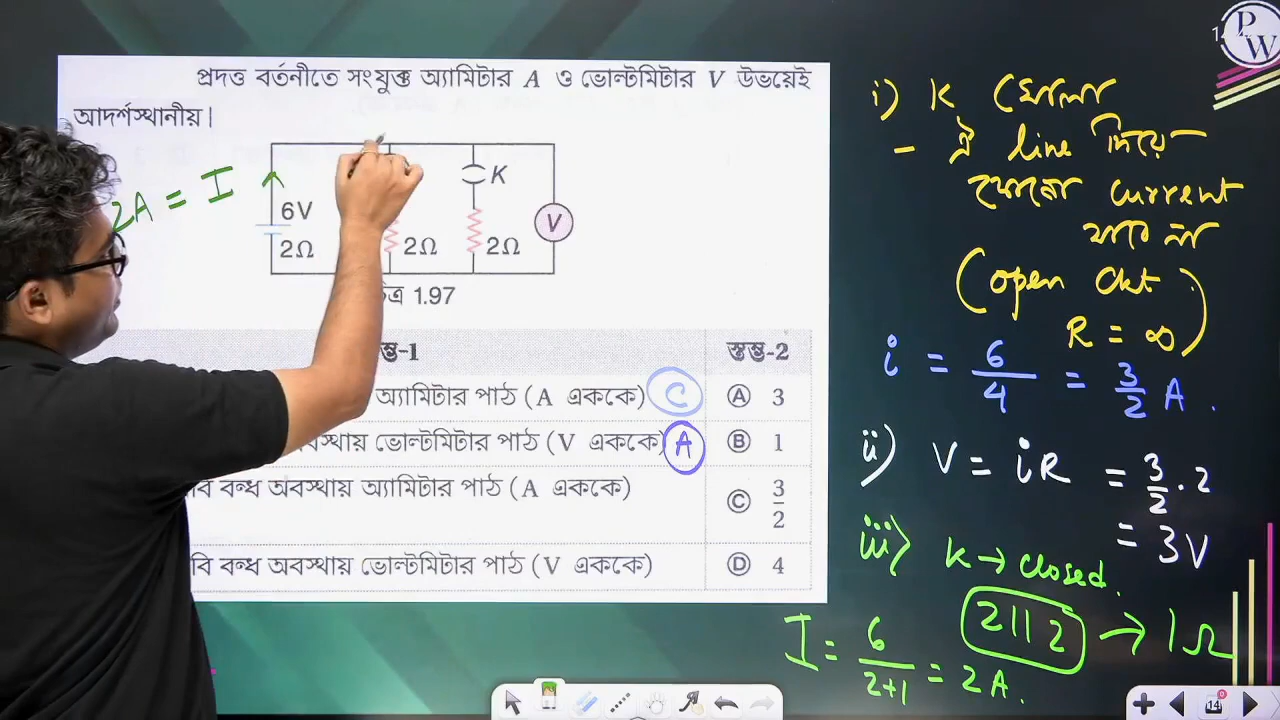 প্রদত্ত বর্তনীতে সংযুক্ত অ্যামিটার A ও ভোল্টমিটার V উভয়েই
আদর্শস্থানীয়।
2A = I
6V
2Ω
2Ω
K
2Ω
V
চিত্র 1.97
স্তম্ভ-1
স্তম্ভ-2
অ্যামিটার পাঠ (A এককে) C
A 3
অবস্থায় ভোল্টমিটার পাঠ (V এককে) A
B 1
বন্ধ অবস্থায় অ্যামিটার পাঠ (A এককে)
C 3/2
বন্ধ অবস্থায় ভোল্টমিটার পাঠ (V এককে)
D 4
PW
i) K খোলা
- ঐ line দিয়ে
কোনো current
যাবে না
(open ckt
R = ∞)
i = 6/4 = 3/2 A.
ii) V = iR = 3/2 . 2
= 3V
iii) K → closed.
2||2 → 1Ω
I = 6/2+1 = 2A.
14